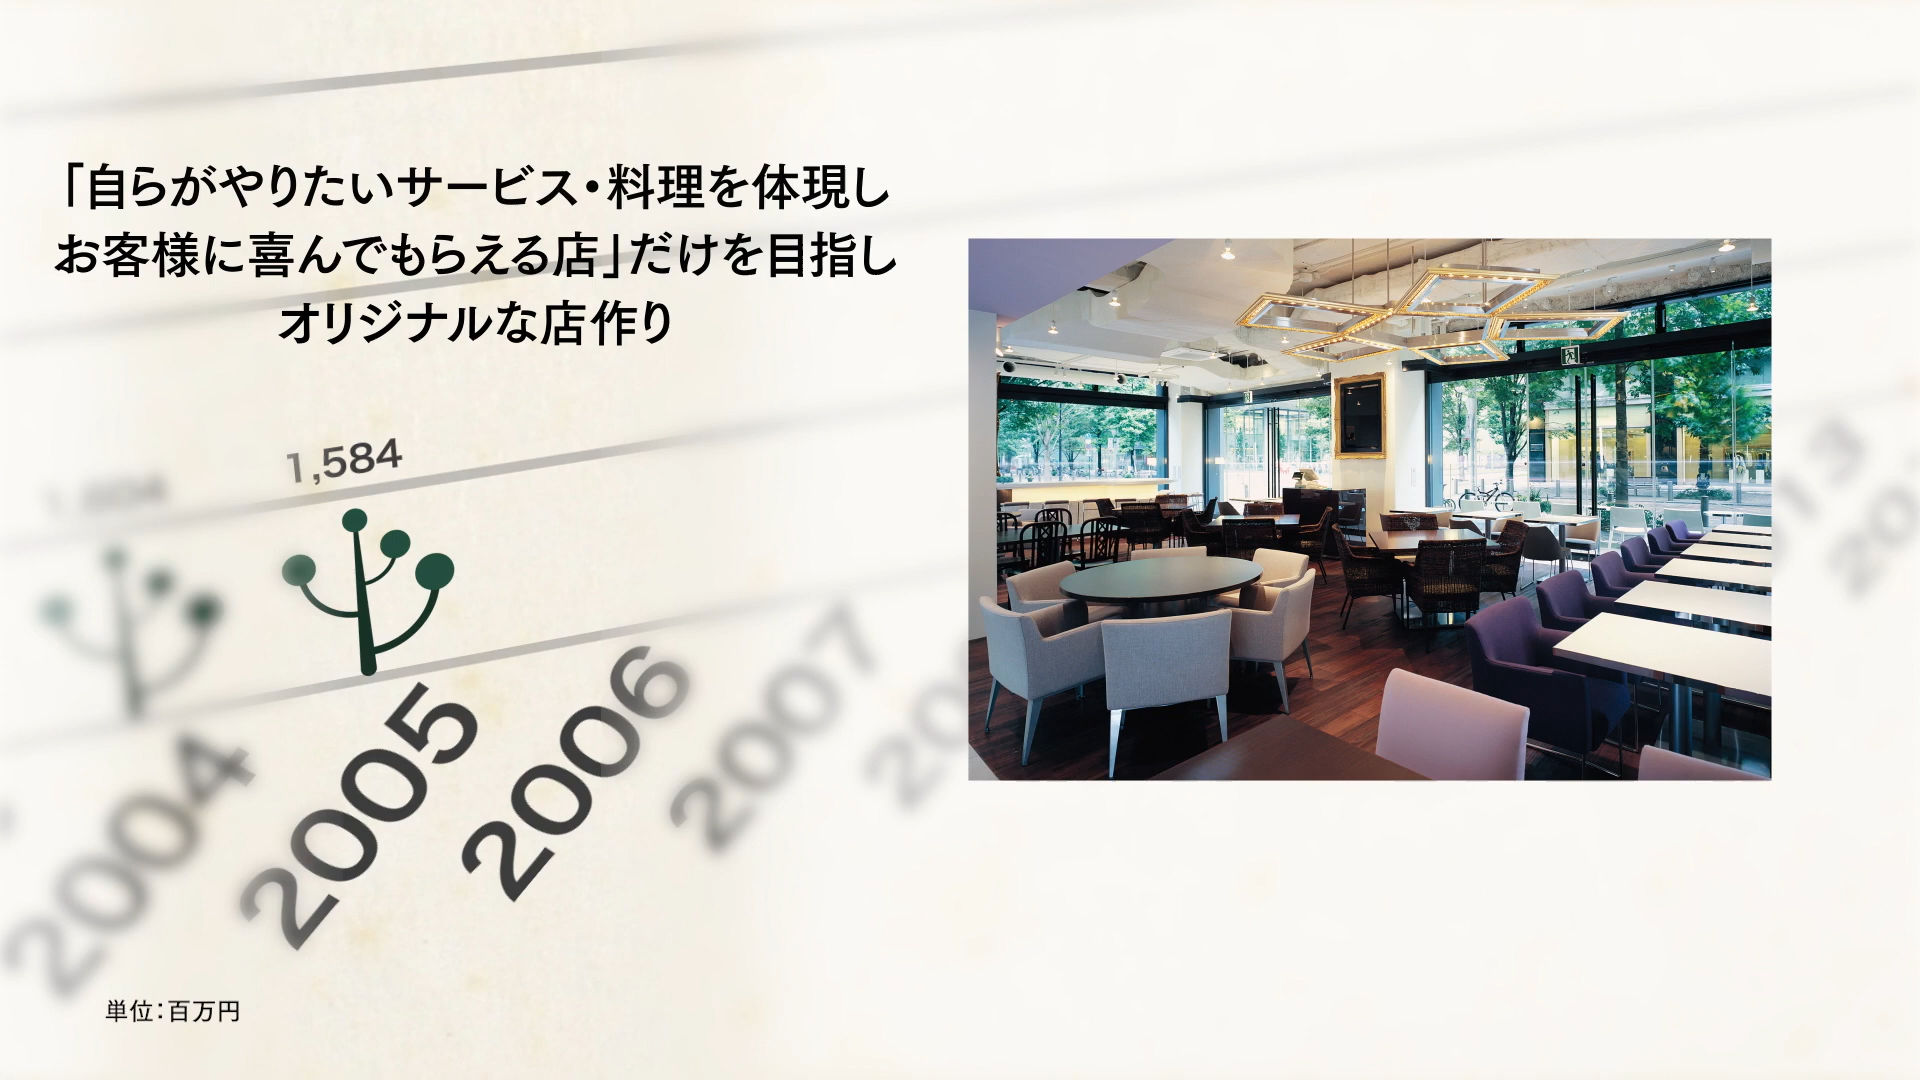 「自らがやりたいサービス・料理を体現し
お客様に喜んでもらえる店」だけを目指し
オリジナルな店作り
1,584
2004
2005
2006
2007
単位：百万円